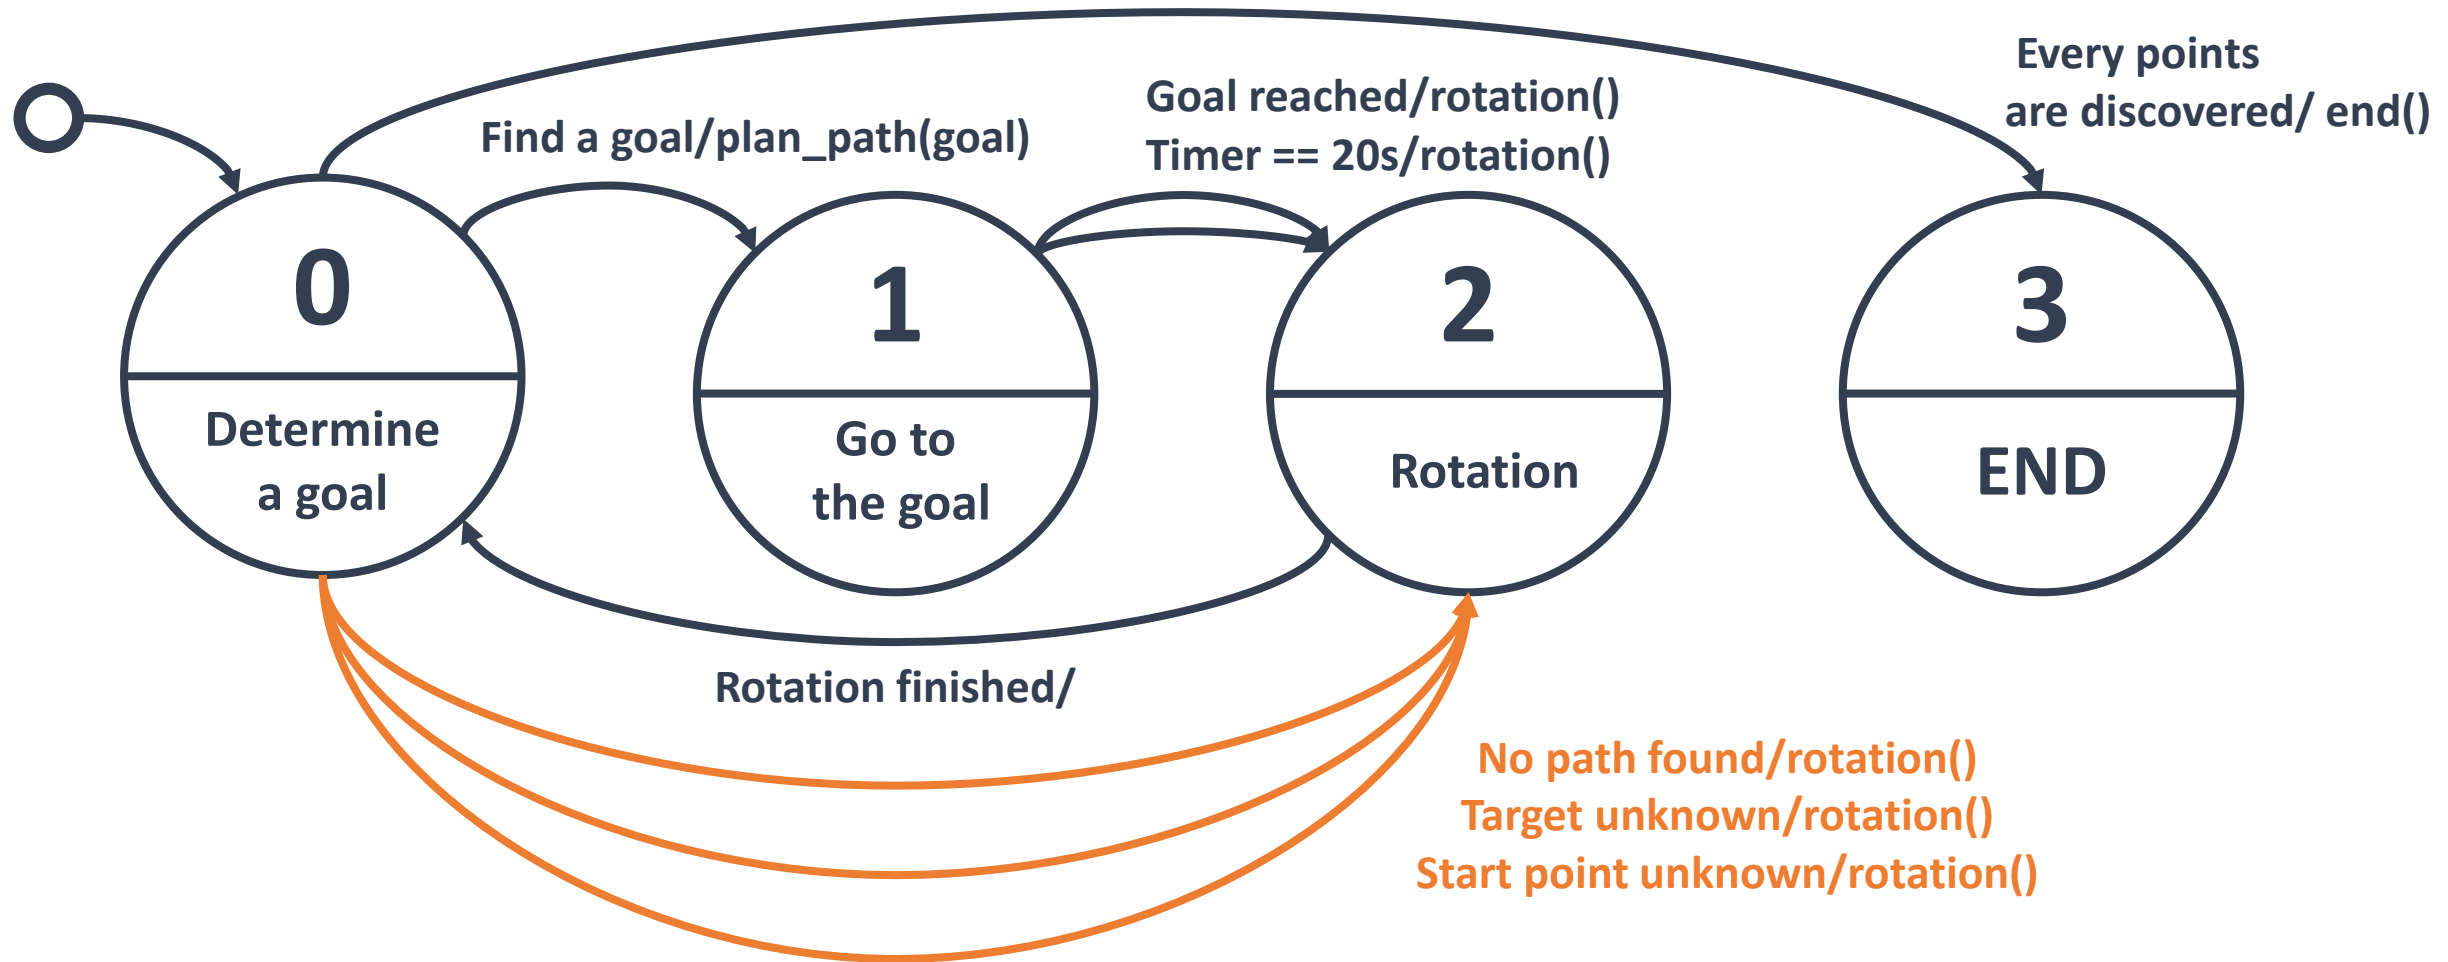 Every points
are discovered/ end()
Goal reached/rotation()
Timer == 20s/rotation()
Find a goal/plan_path(goal)
0
Determine
a goal
1
Go to
the goal
2
Rotation
3
END
Rotation finished/
No path found/rotation()
Target unknown/rotation()
Start point unknown/rotation()